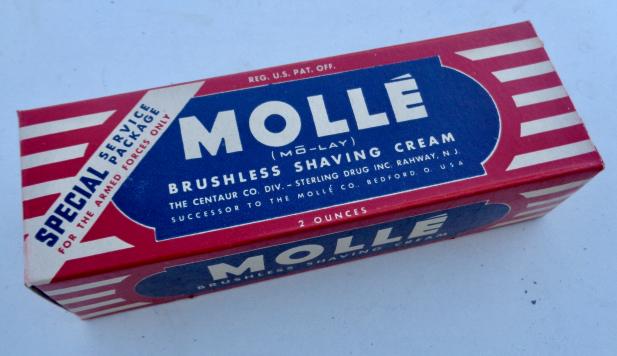 REG. U.S. PAT. OFF.
MOLLÉ
(MŌ-LAY)
BRUSHLESS SHAVING CREAM
THE CENTAUR CO. DIV. – STERLING DRUG INC. RAHWAY, N. J.
SUCCESSOR TO THE MOLLÉ CO. BEDFORD, O. USA
2 OUNCES
SPECIAL SERVICE
PACKAGE
FOR THE ARMED FORCES ONLY
MOLLÉ
BRUSHLESS SHAVING CREAM